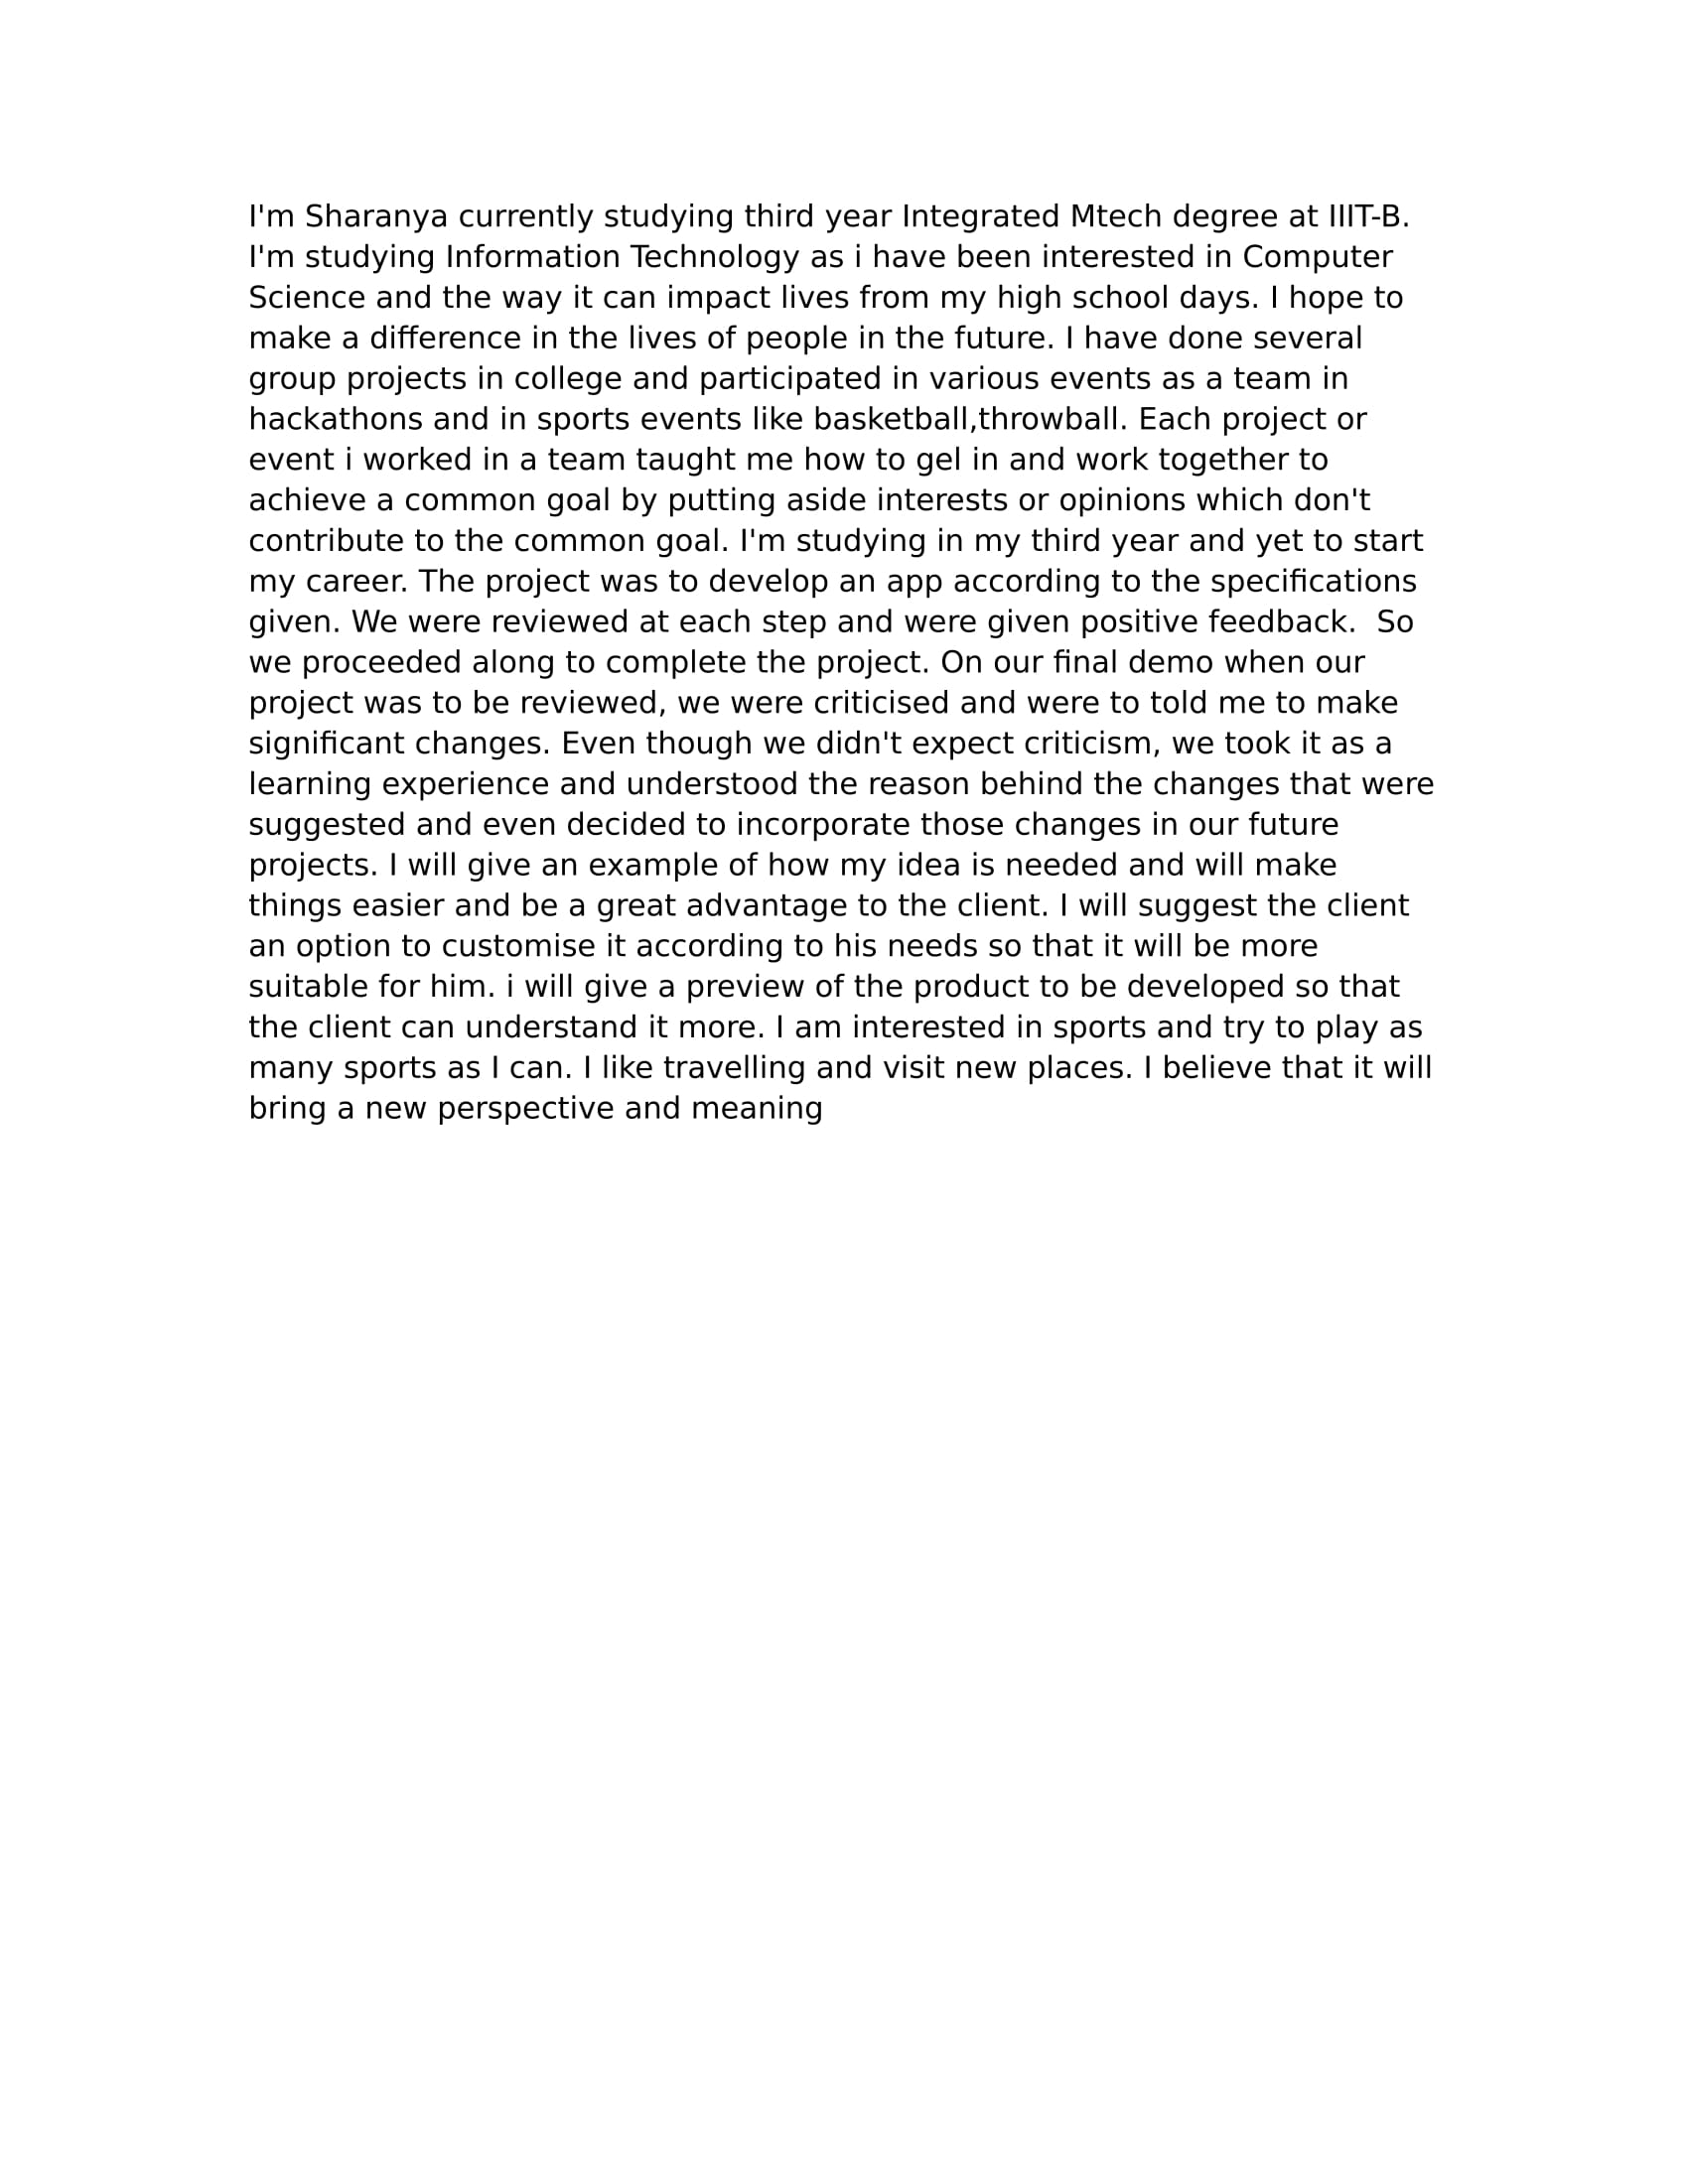 I'm Sharanya currently studying third year Integrated Mtech degree at IIIT-B.
I'm studying Information Technology as i have been interested in Computer
Science and the way it can impact lives from my high school days. I hope to
make a difference in the lives of people in the future. I have done several
group projects in college and participated in various events as a team in
hackathons and in sports events like basketball,throwball. Each project or
event i worked in a team taught me how to gel in and work together to
achieve a common goal by putting aside interests or opinions which don't
contribute to the common goal. I'm studying in my third year and yet to start
my career. The project was to develop an app according to the specifications
given. We were reviewed at each step and were given positive feedback.  So
we proceeded along to complete the project. On our final demo when our
project was to be reviewed, we were criticised and were to told me to make
significant changes. Even though we didn't expect criticism, we took it as a
learning experience and understood the reason behind the changes that were
suggested and even decided to incorporate those changes in our future
projects. I will give an example of how my idea is needed and will make
things easier and be a great advantage to the client. I will suggest the client
an option to customise it according to his needs so that it will be more
suitable for him. i will give a preview of the product to be developed so that
the client can understand it more. I am interested in sports and try to play as
many sports as I can. I like travelling and visit new places. I believe that it will
bring a new perspective and meaning